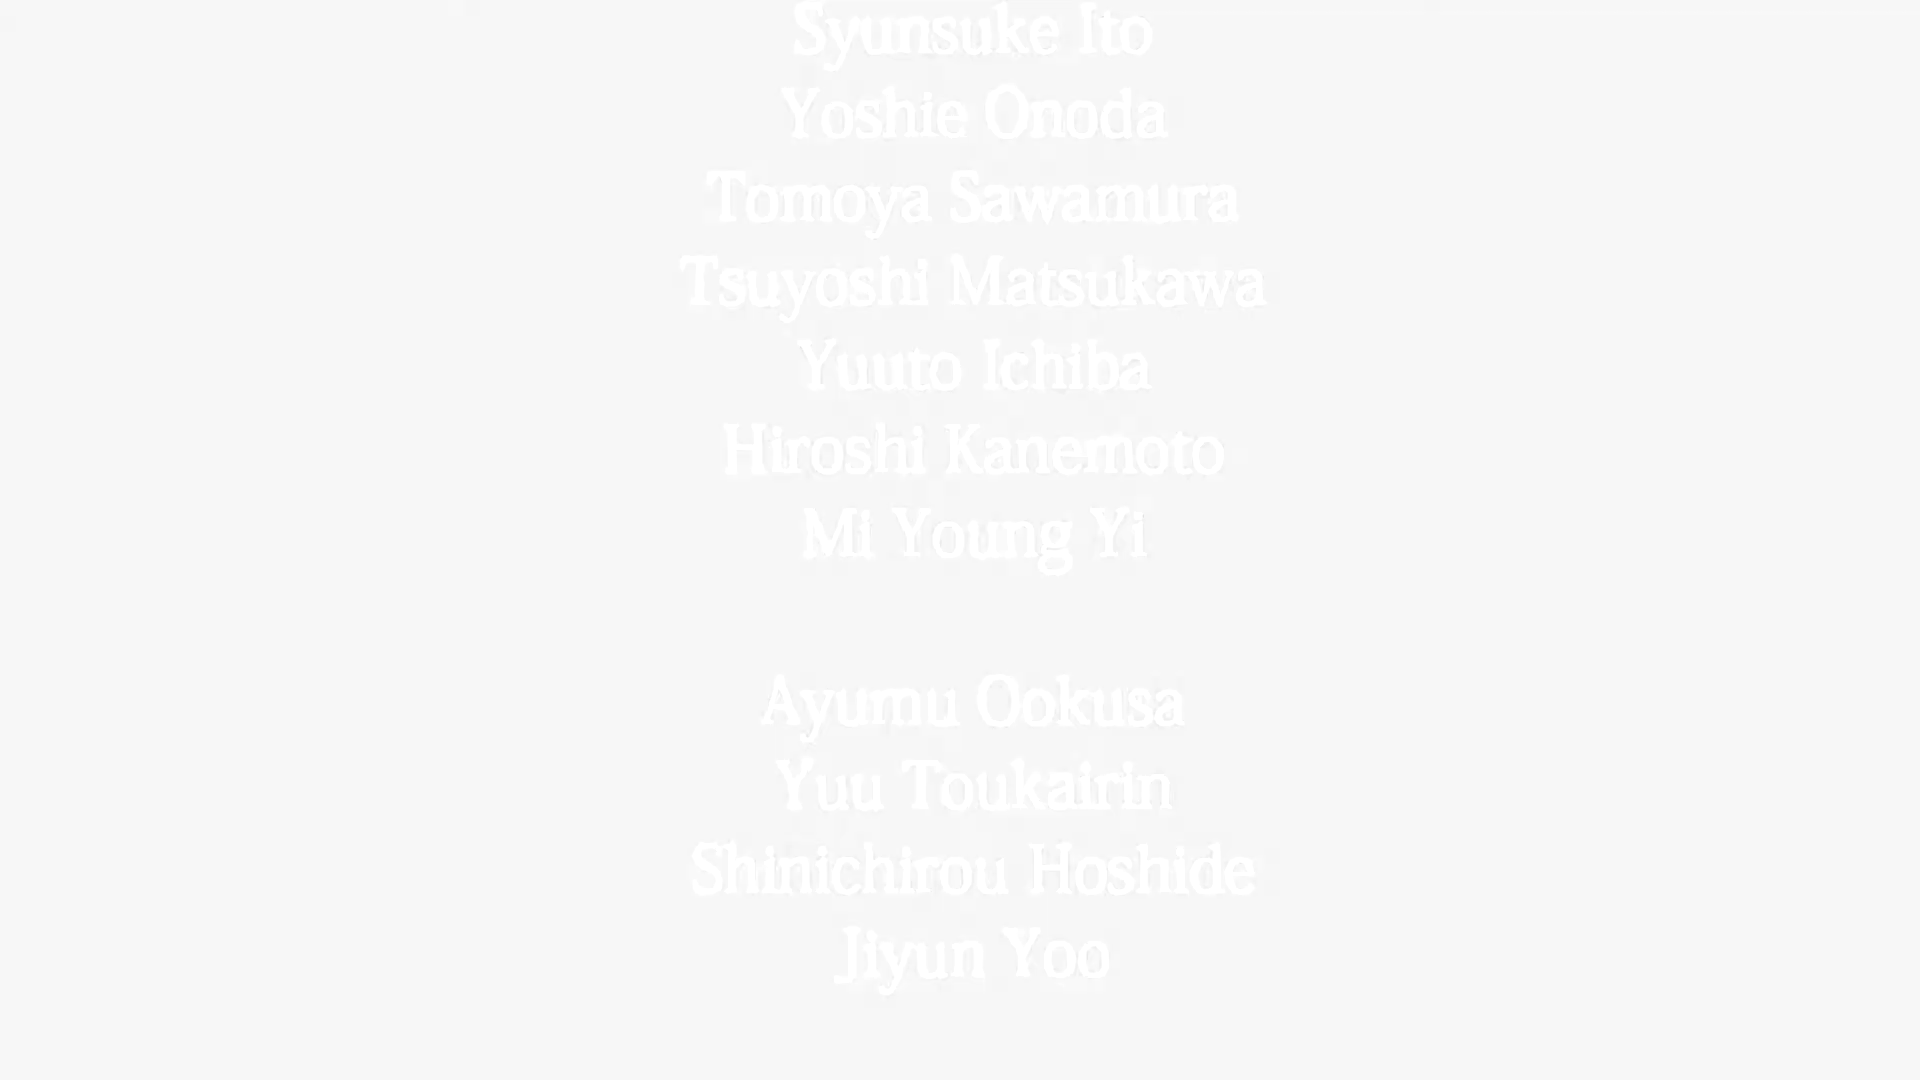 Syunsuke Ito
Yoshie Onoda
Tomoya Sawamura
Tsuyoshi Matsukawa
Yuuto Ichiba
Hiroshi Kanemoto
Mi Young Yi
Ayumu Ookusa
Yuu Toukairin
Shinichirou Hoshide
Jiyun Yoo